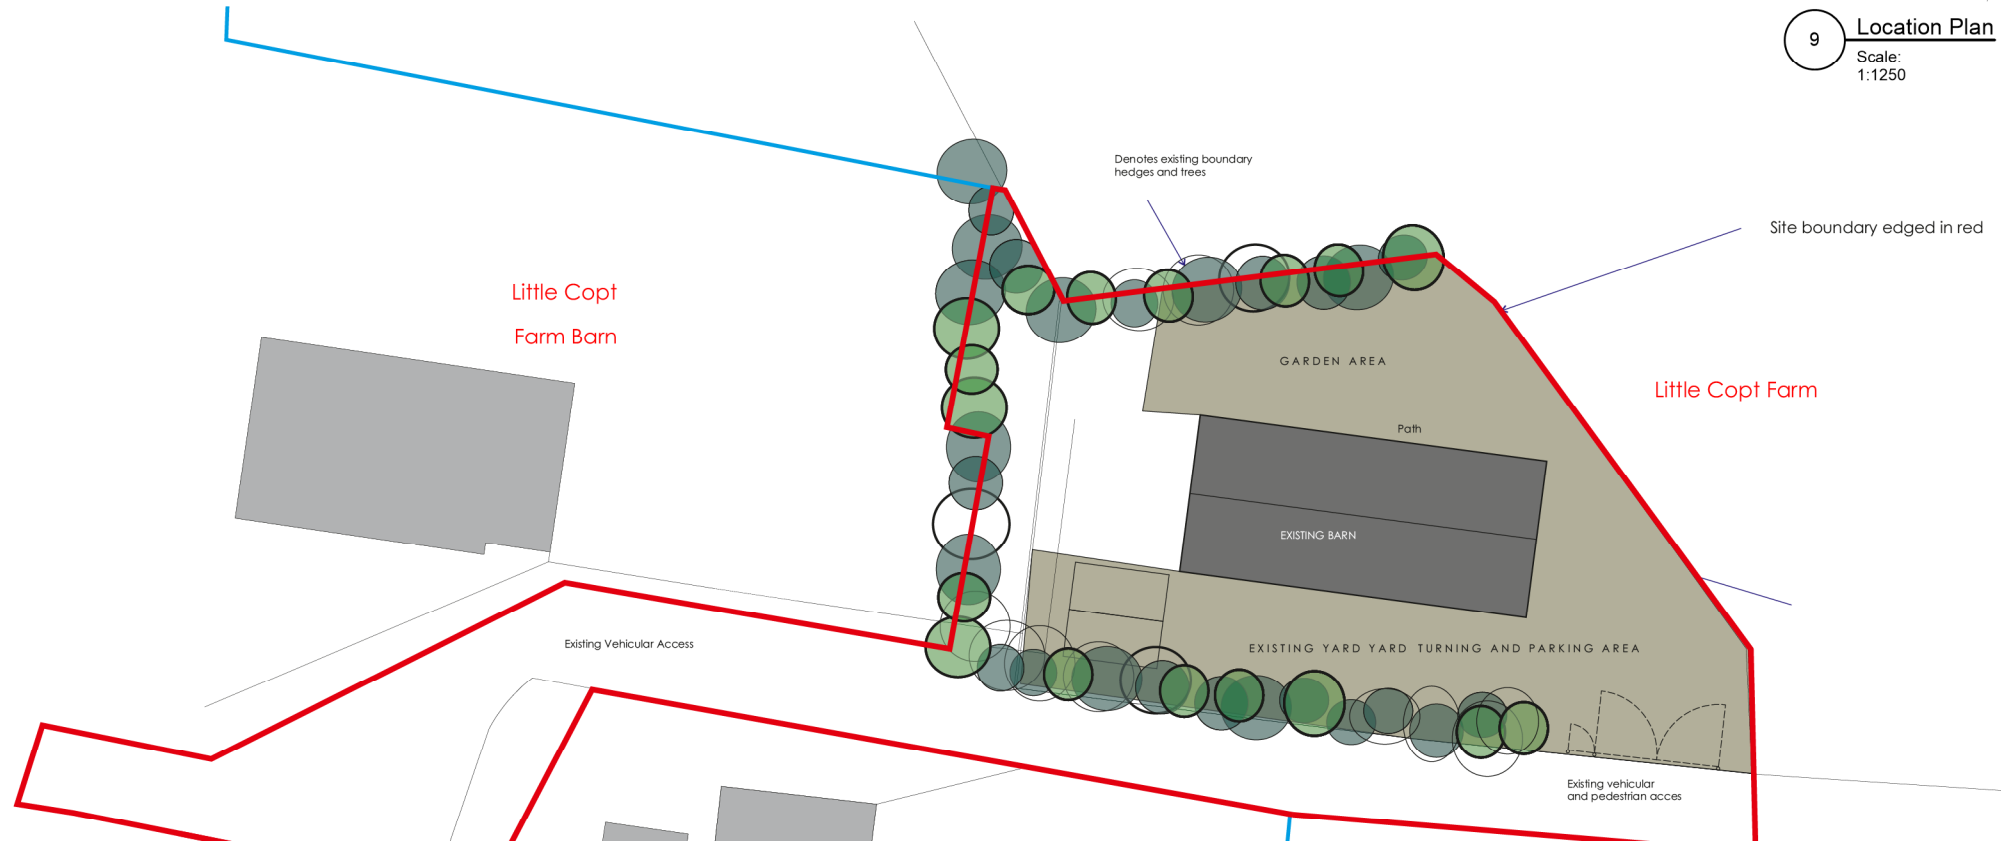 9
Location Plan
Scale:
1:1250
Denotes existing boundary
hedges and trees
Site boundary edged in red
Little Copt
Farm Barn
GARDEN AREA
Little Copt Farm
Path
EXISTING BARN
Existing Vehicular Access
EXISTING YARD YARD TURNING AND PARKING AREA
Existing vehicular
and pedestrian acces